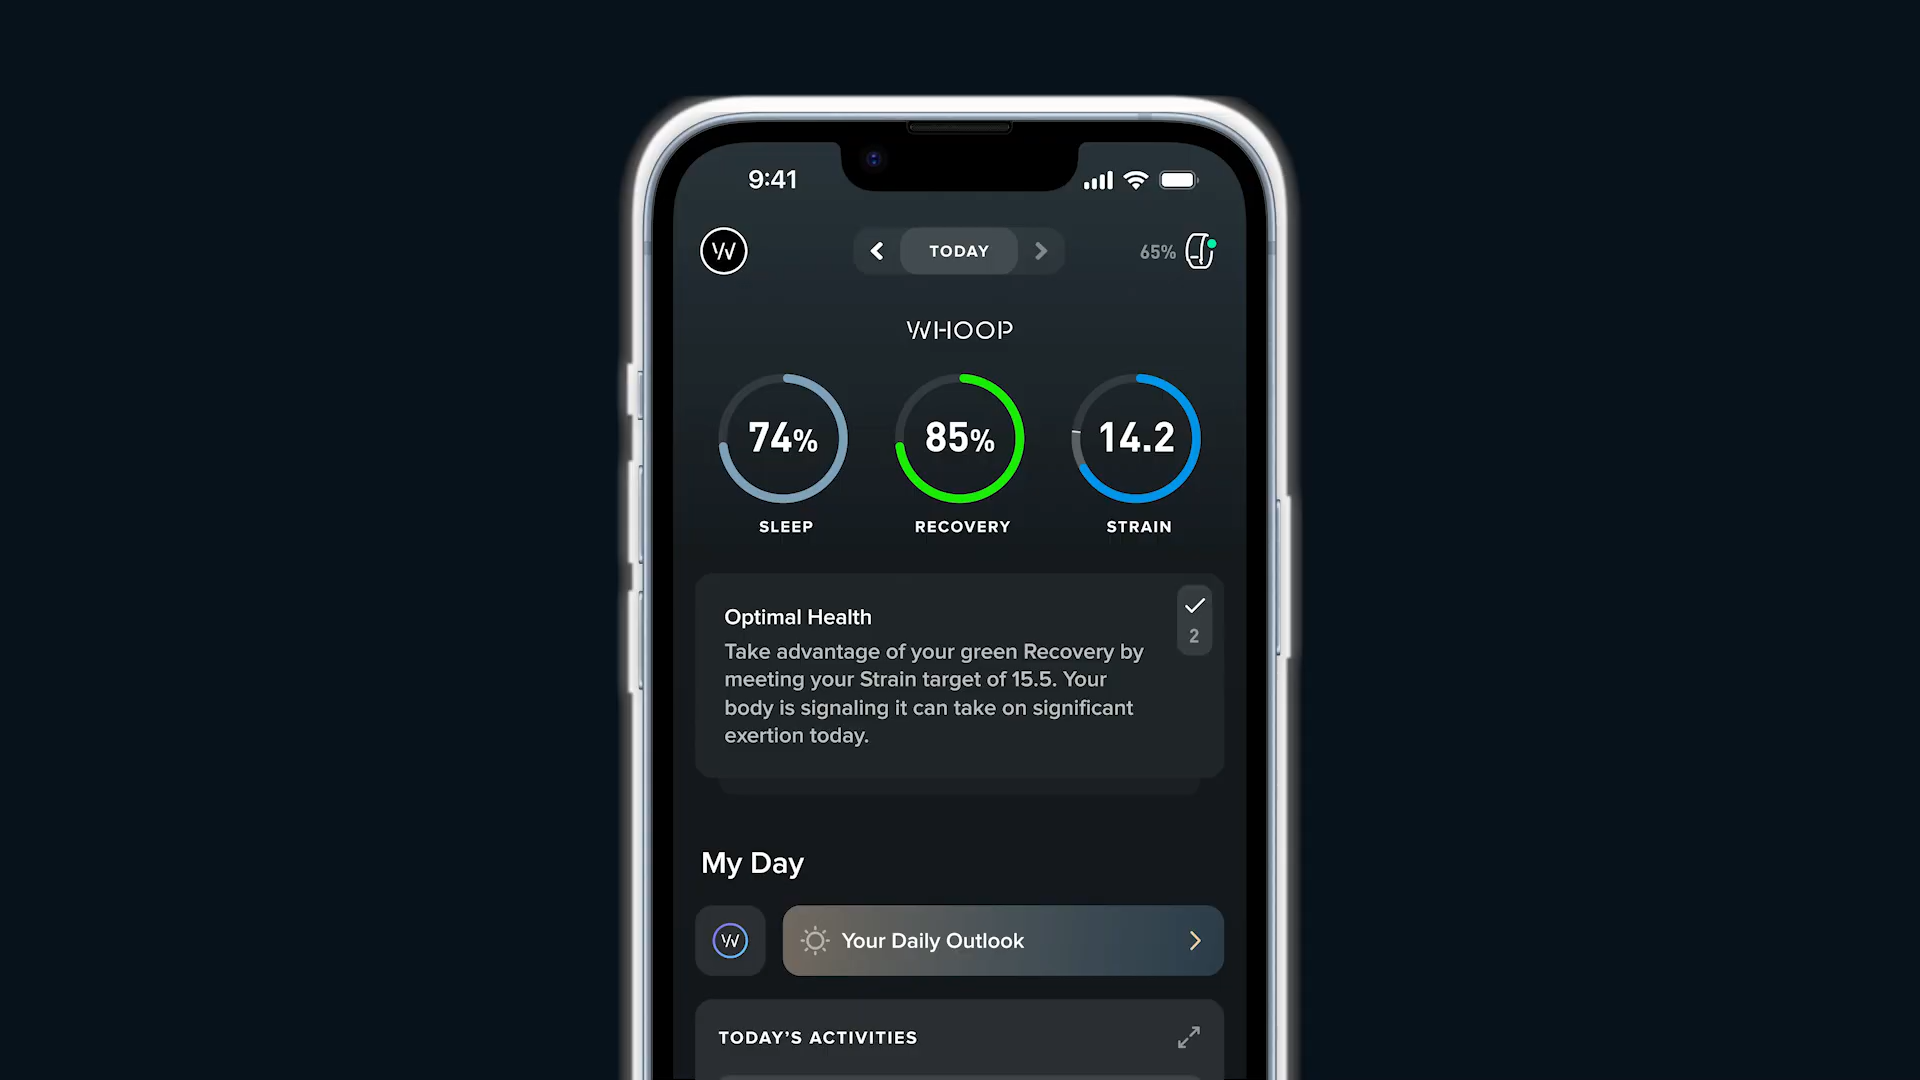 9:41
W
TODAY
65%
WHOOP
74%
85%
14.2
SLEEP
RECOVERY
STRAIN
Optimal Health
2
Take advantage of your green Recovery by
meeting your Strain target of 15.5. Your
body is signaling it can take on significant
exertion today.
My Day
W
Your Daily Outlook
TODAY'S ACTIVITIES